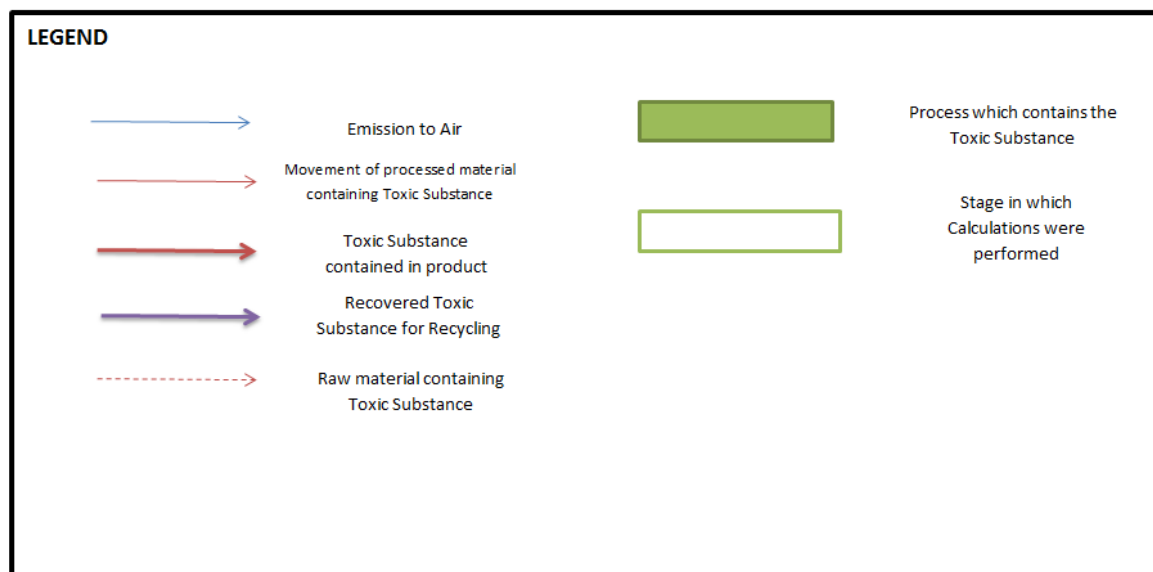 LEGEND
Emission to Air
Movement of processed material
containing Toxic Substance
Toxic Substance
contained in product
Recovered Toxic
Substance for Recycling
Raw material containing
Toxic Substance
Process which contains the
Toxic Substance
Stage in which
Calculations were
performed